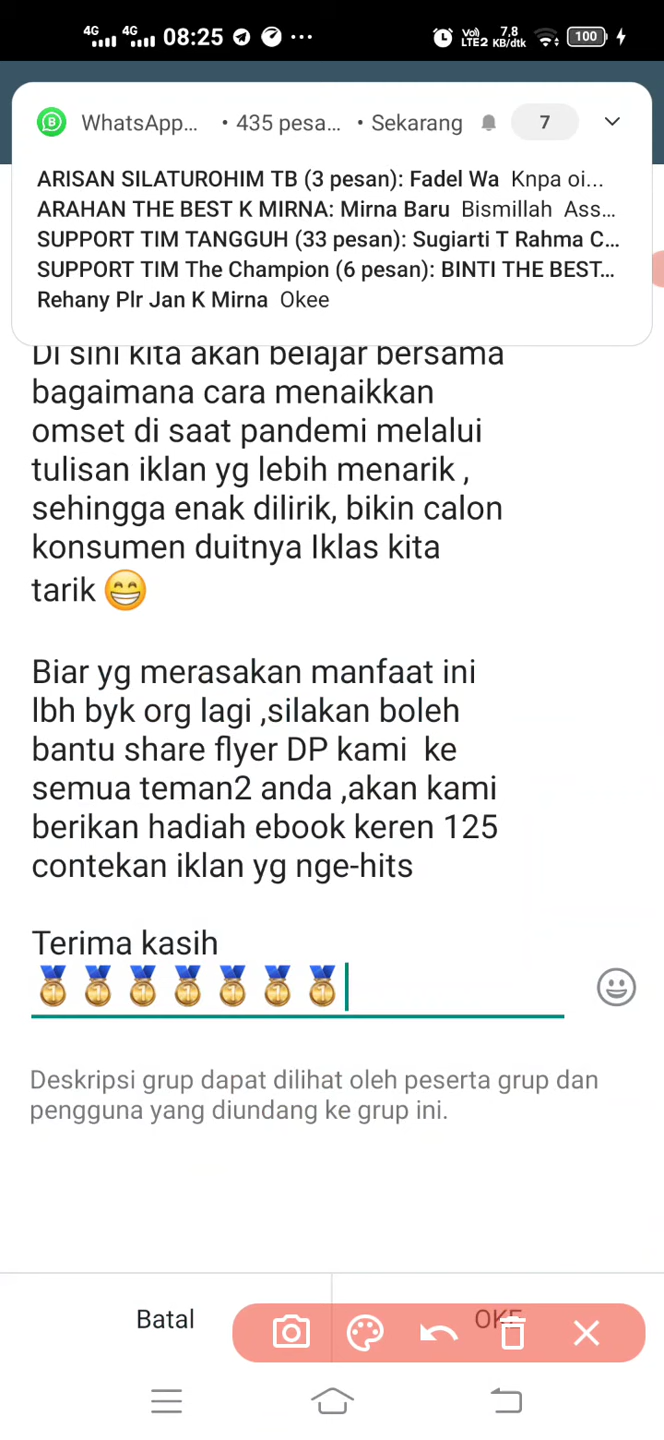 4G 4G 08:25 ... Vo) LTE2 7,8 KB/dtk 100
WhatsApp... • 435 pesa... • Sekarang 7
ARISAN SILATUROHIM TB (3 pesan): Fadel Wa Knpa oi...
ARAHAN THE BEST K MIRNA: Mirna Baru Bismillah Ass...
SUPPORT TIM TANGGUH (33 pesan): Sugiarti T Rahma C...
SUPPORT TIM The Champion (6 pesan): BINTI THE BEST...
Rehany Plr Jan K Mirna Okee
Di sini kita akan belajar bersama
bagaimana cara menaikkan
omset di saat pandemi melalui
tulisan iklan yg lebih menarik ,
sehingga enak dilirik, bikin calon
konsumen duitnya Iklas kita
tarik 😁
Biar yg merasakan manfaat ini
lbh byk org lagi ,silakan boleh
bantu share flyer DP kami ke
semua teman2 anda ,akan kami
berikan hadiah ebook keren 125
contekan iklan yg nge-hits
Terima kasih
🥇🥇🥇🥇🥇🥇🥇
Deskripsi grup dapat dilihat oleh peserta grup dan
pengguna yang diundang ke grup ini.
Batal OKE